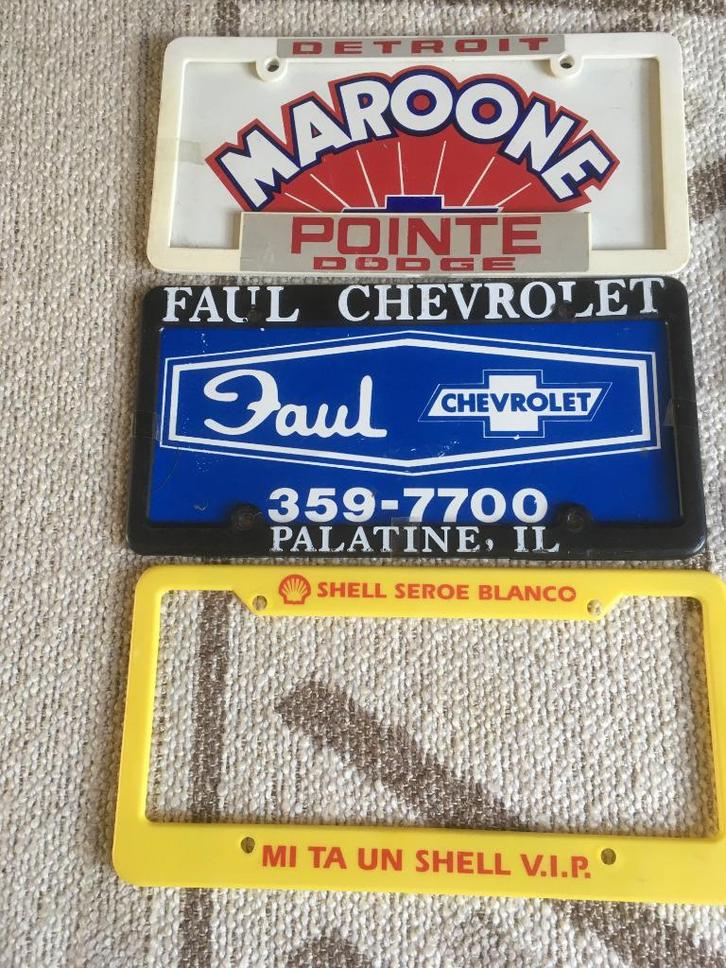 DETROIT
MAROONE
POINTE
DODGE
FAUL CHEVROLET
Faul CHEVROLET
359-7700
PALATINE, IL
SHELL SEROE BLANCO
MI TA UN SHELL V.I.P.